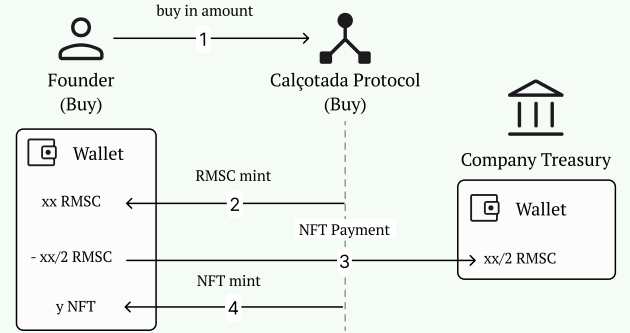 buy in amount
1
Founder
(Buy)
Calçotada Protocol
(Buy)
Company Treasury
Wallet
RMSC mint
xx RMSC
2
Wallet
NFT Payment
- xx/2 RMSC
3
xx/2 RMSC
NFT mint
y NFT
4